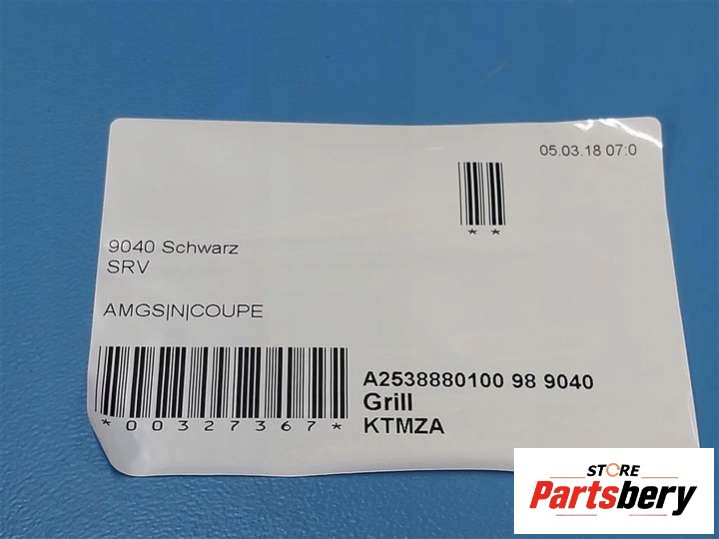 05.03.18 07:0
* *
9040 Schwarz
SRV
AMGS|N|COUPE
*00327367*
A2538880100 98 9040
Grill
KTMZA
STORE
Partsbery